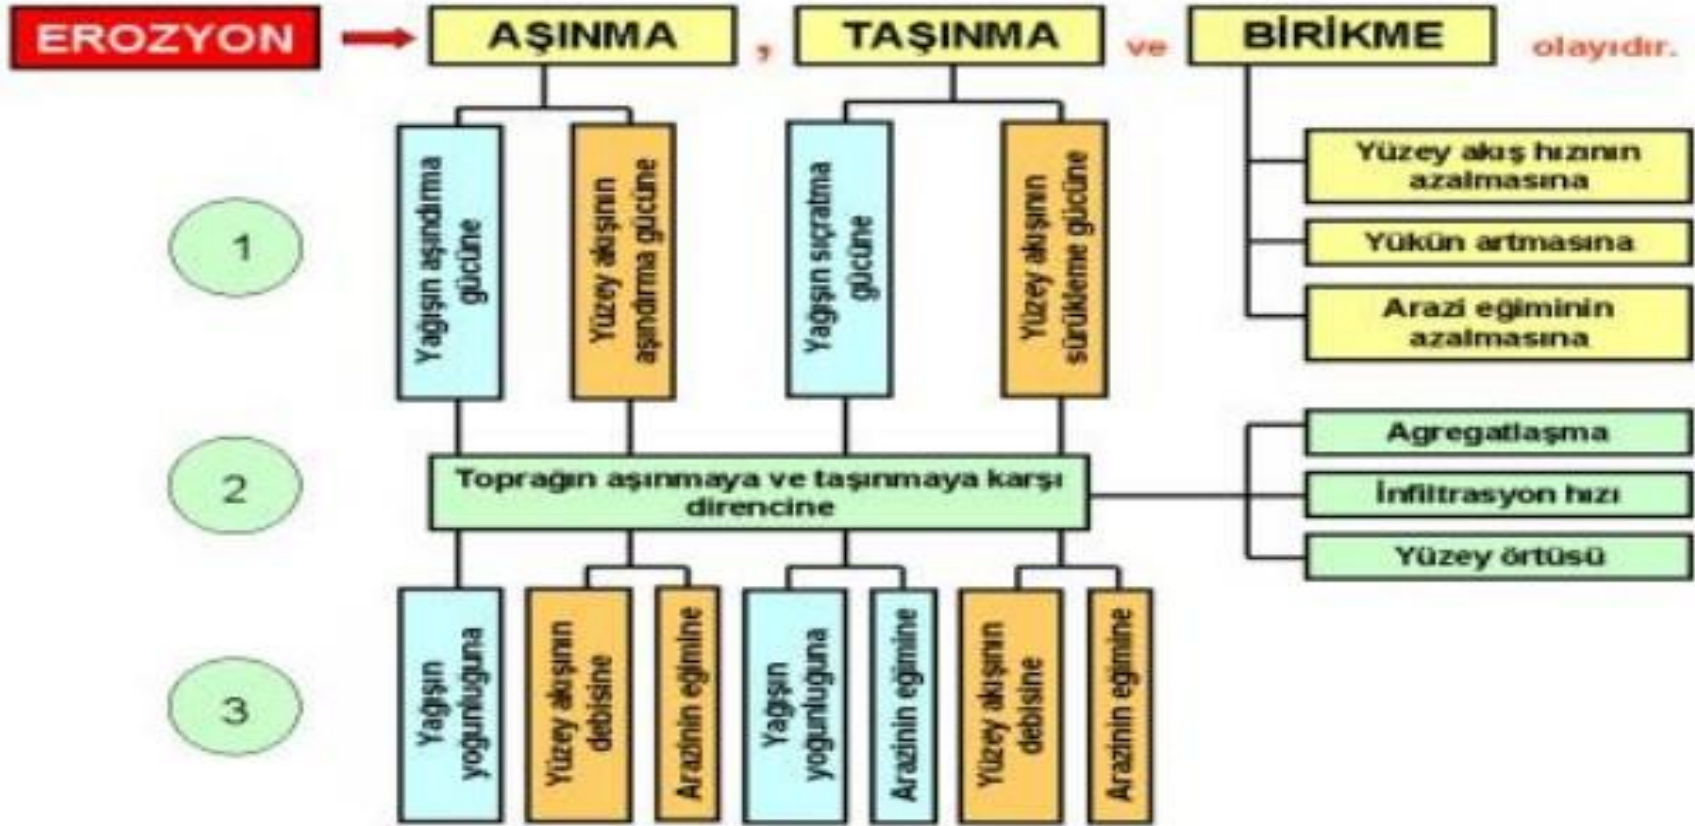 EROZYON AŞINMA , TAŞINMA ve BİRİKME olayıdır.
1
Yağışın aşındırma
gücüne
Yüzey akışının
aşındırma gücüne
Yağışın sıçratma
gücüne
Yüzey akışının
sürükleme gücüne
Yüzey akış hızının
azalmasına
Yükün artmasına
Arazi eğiminin
azalmasına
2
Toprağın aşınmaya ve taşınmaya karşı
direncine
Agregatlaşma
İnfiltrasyon hızı
Yüzey örtüsü
3
Yağışın
yoğunluğuna
Yüzey akışının
debisine
Arazinin eğimine
Yağışın
yoğunluğuna
Arazinin eğimine
Yüzey akışının
debisine
Arazinin eğimine